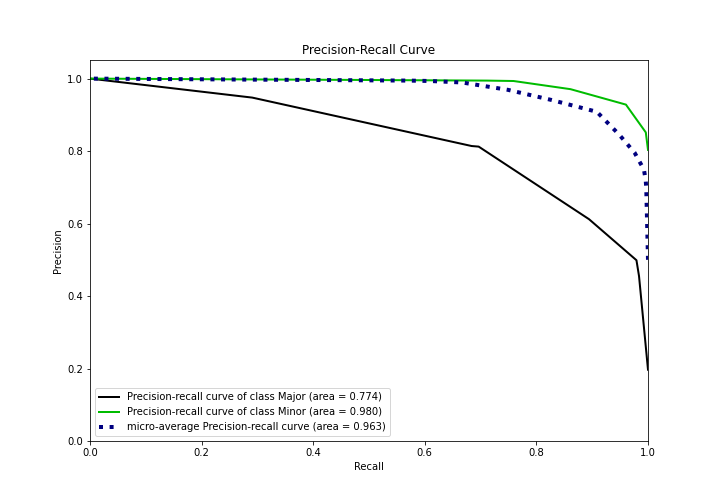 Precision-Recall Curve
1.0
0.8
0.6
0.4
0.2
0.0
Precision
Precision-recall curve of class Major (area = 0.774)
Precision-recall curve of class Minor (area = 0.980)
micro-average Precision-recall curve (area = 0.963)
0.0 0.2 0.4 0.6 0.8 1.0
Recall